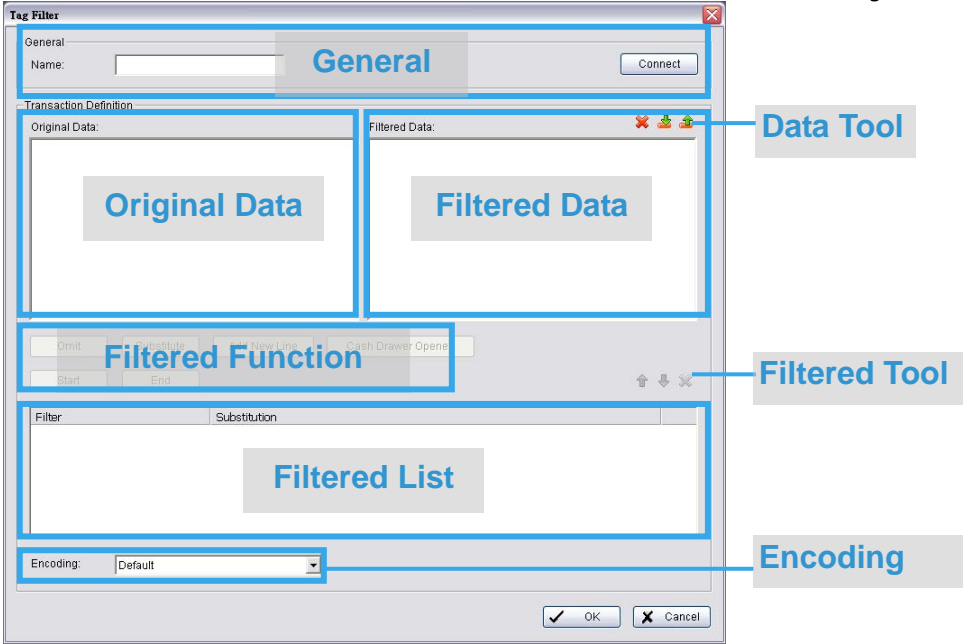 Tag Filter
General
Name:
General
Connect
Transaction Definition
Original Data:
Filtered Data:
Data Tool
Original Data
Filtered Data
Omit Substitute Add New Line Cash Drawer Opened
Filtered Function
Start End
Filtered Tool
Filter Substitution
Filtered List
Encoding: Default
Encoding
OK Cancel